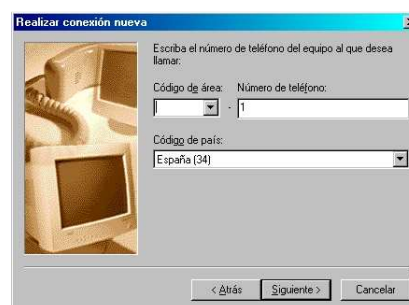 Realizar conexión nueva
Escriba el número de teléfono del equipo al que desea
llamar:
Código de área: Número de teléfono:
- 1
Código de país:
España (34)
< Atrás Siguiente > Cancelar